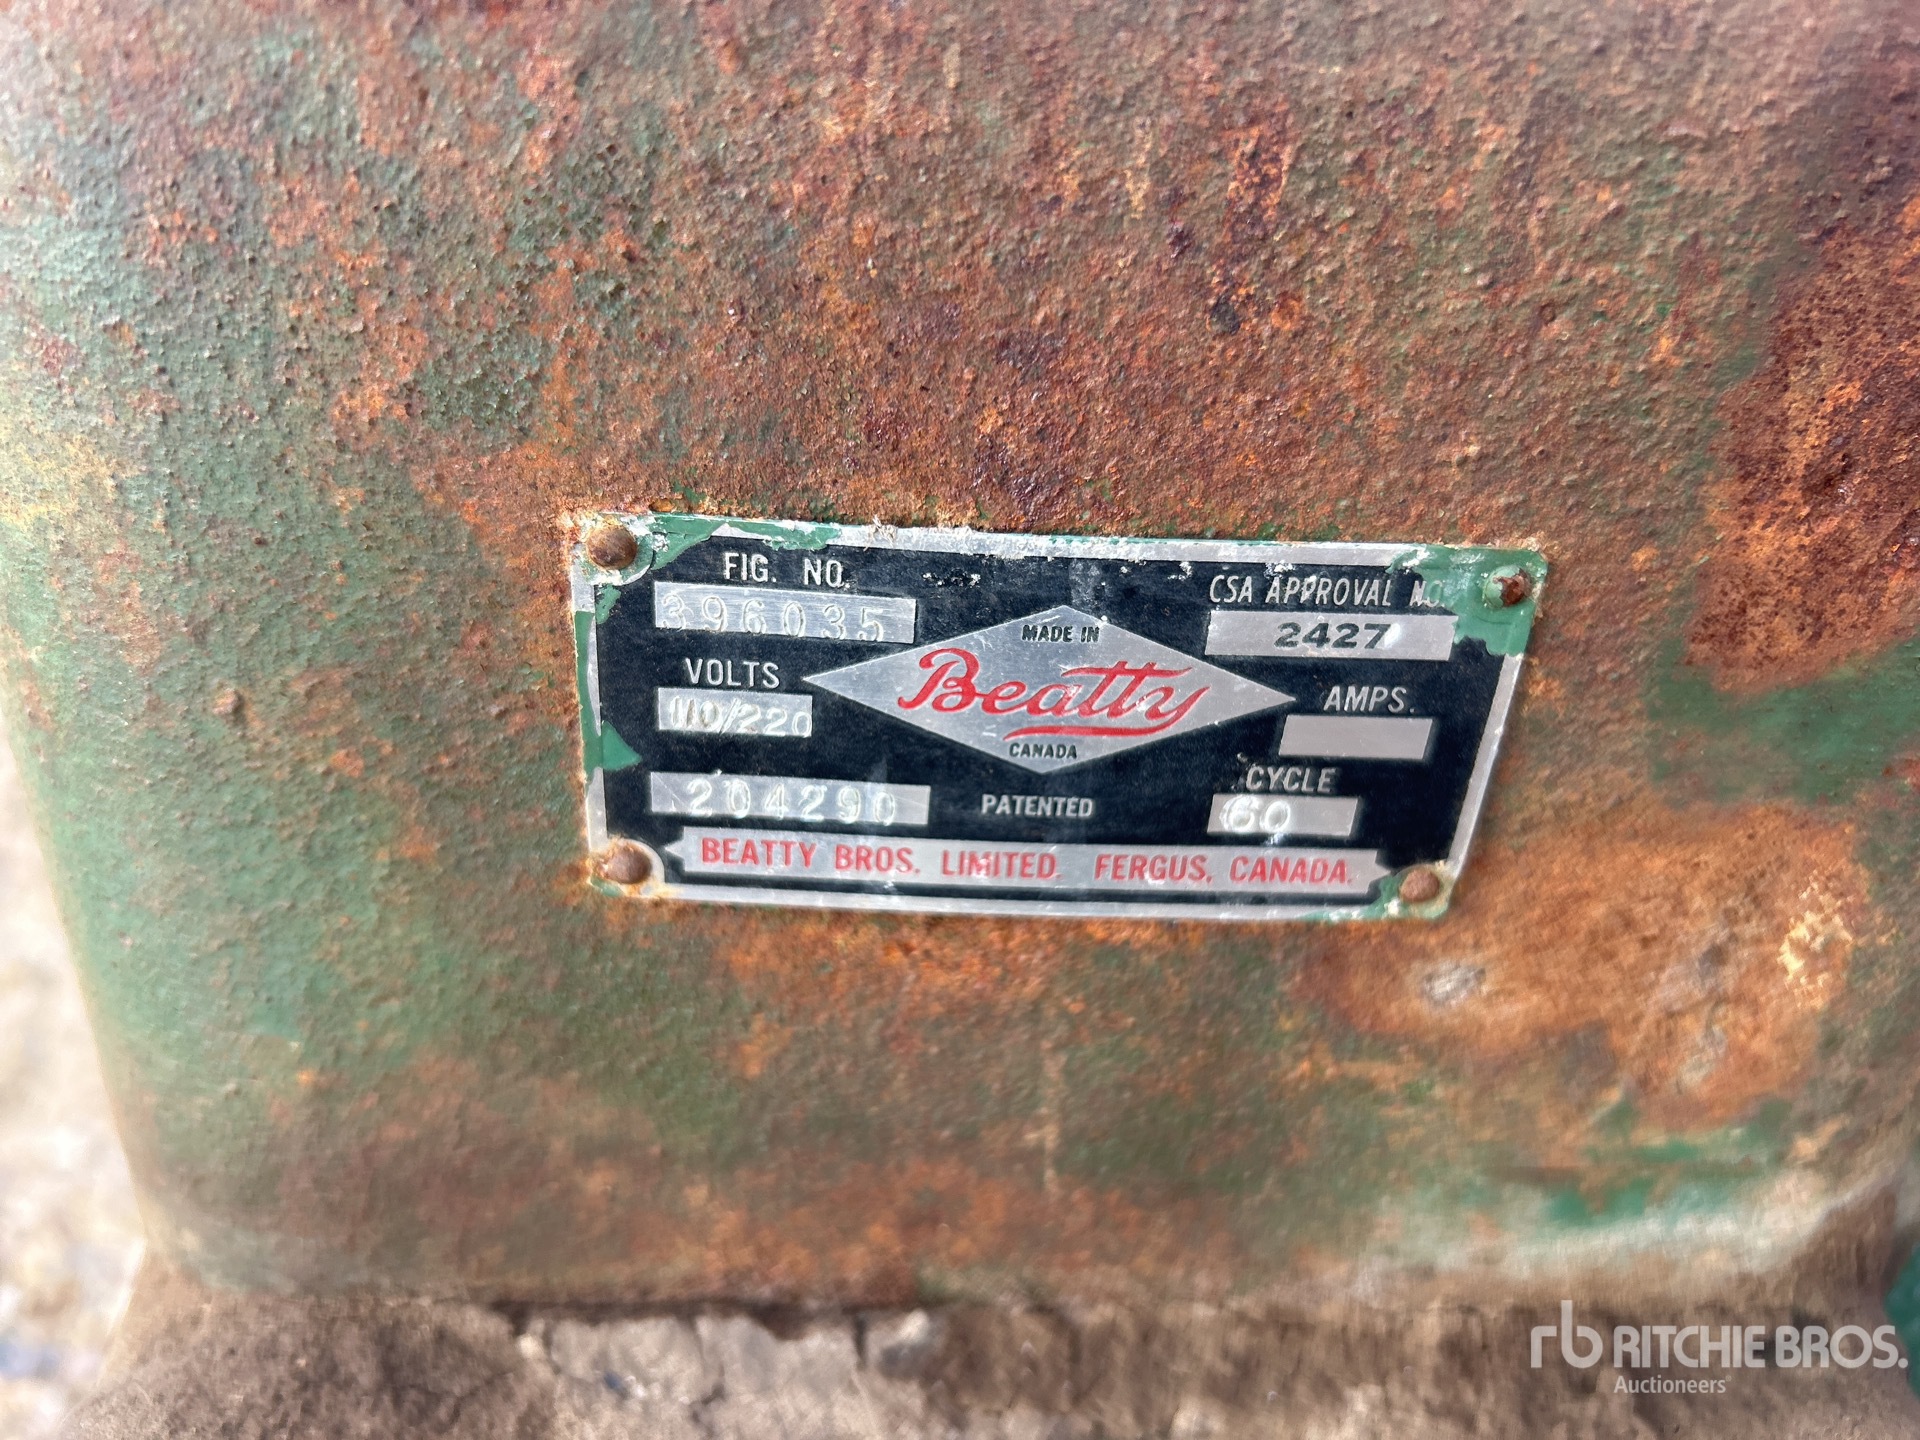 FIG. NO.
396035
CSA APPROVAL NO.
2427
MADE IN
Beatty
CANADA
VOLTS
110/220
AMPS.
204290
PATENTED
CYCLE
60
BEATTY BROS. LIMITED. FERGUS, CANADA.
rb RITCHIE BROS.
Auctioneers